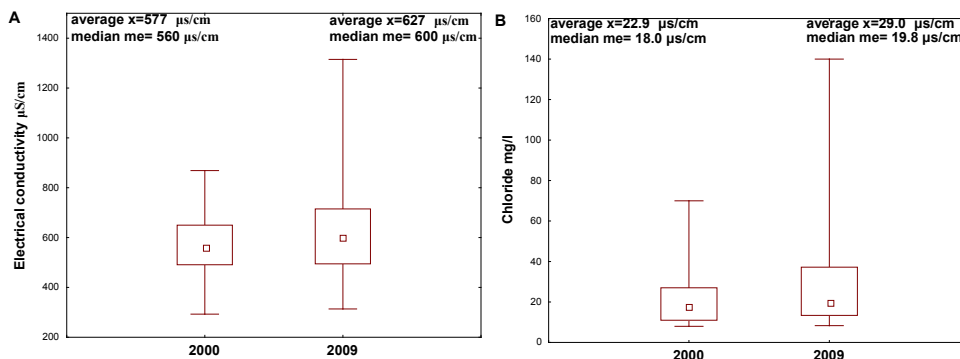 A
average x=577 µs/cm
median me= 560 µs/cm
average x=627 µs/cm
median me= 600 µs/cm
Electrical conductivity µS/cm
1400
1200
1000
800
600
400
200
2000
2009
B
average x=22.9 µs/cm
median me= 18.0 µs/cm
average x=29.0 µs/cm
median me= 19.8 µs/cm
Chloride mg/l
160
140
120
100
80
60
40
20
0
2000
2009